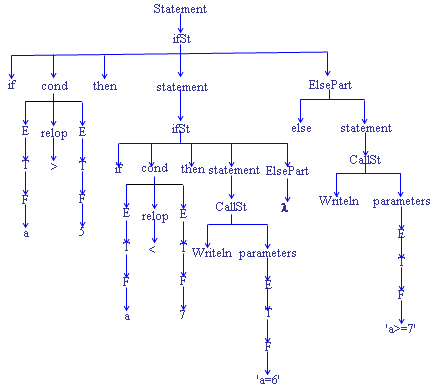 Statement
ifSt
if cond then statement ElsePart
E relop E ifSt else statement
T > T CallSt
if cond then statement ElsePart
F F Writeln parameters
E relop E CallSt λ
a E
T < T Writeln parameters
T
F F E
F
a 7 T
'a>=7'
F
'a=6'